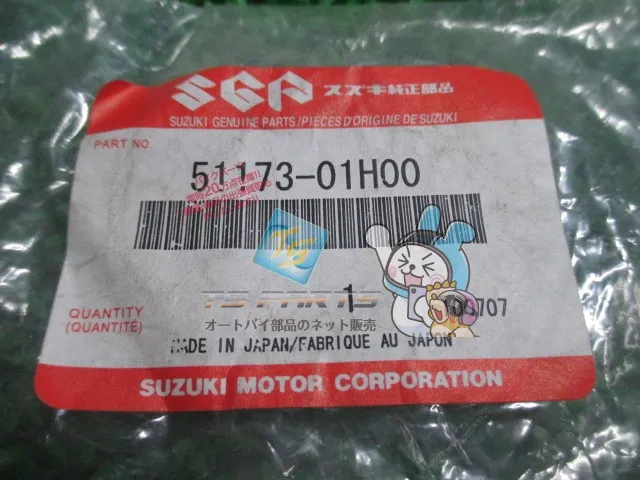 SGP スズキ純正部品
SUZUKI GENUINE PARTS/PIECES D'ORIGINE DE SUZUKI
PART NO.
51173-01H00
TS
TS PARTS
1
QUANTITY
(QUANTITÉ)
オートバイ部品のネット販売
MADE IN JAPAN/FABRIQUE AU JAPON
SUZUKI MOTOR CORPORATION